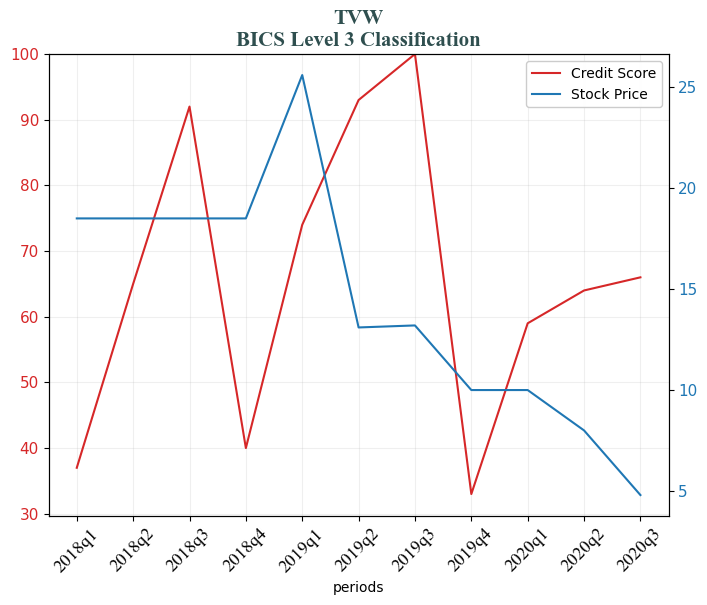 TVW
BICS Level 3 Classification
100
90
80
70
60
50
40
30
25
20
15
10
5
Credit Score
Stock Price
2018q1
2018q2
2018q3
2018q4
2019q1
2019q2
2019q3
2019q4
2020q1
2020q2
2020q3
periods